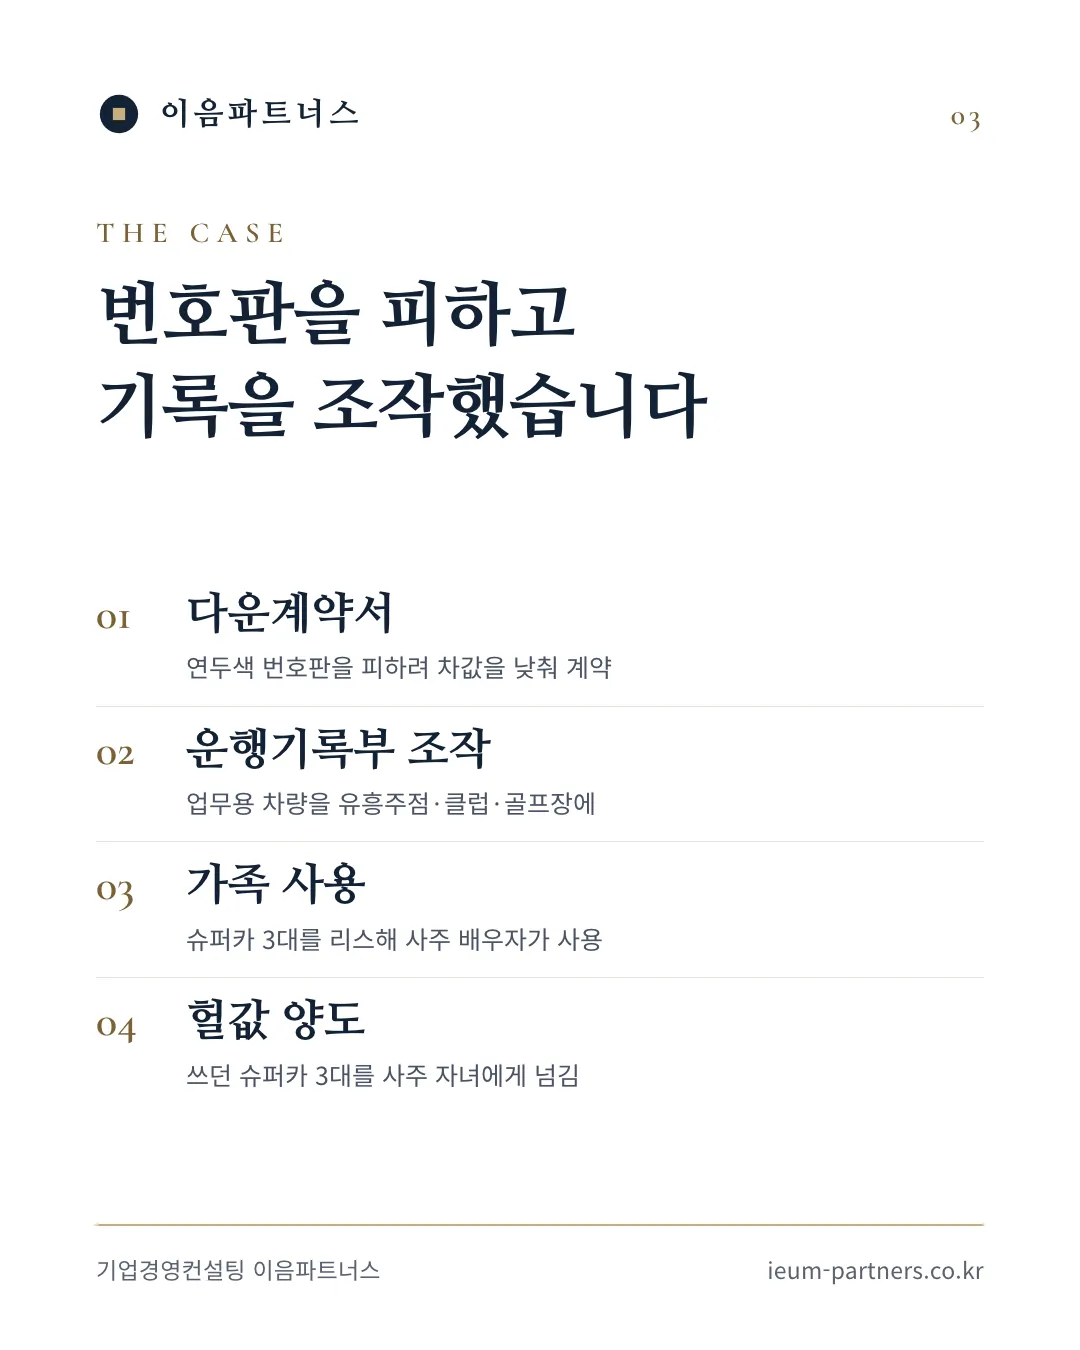 이음파트너스
03
THE CASE
번호판을 피하고
기록을 조작했습니다
01 다운계약서
연두색 번호판을 피하려 차값을 낮춰 계약
02 운행기록부 조작
업무용 차량을 유흥주점·클럽·골프장에
03 가족 사용
슈퍼카 3대를 리스해 사주 배우자가 사용
04 헐값 양도
쓰던 슈퍼카 3대를 사주 자녀에게 넘김
기업경영컨설팅 이음파트너스
ieum-partners.co.kr